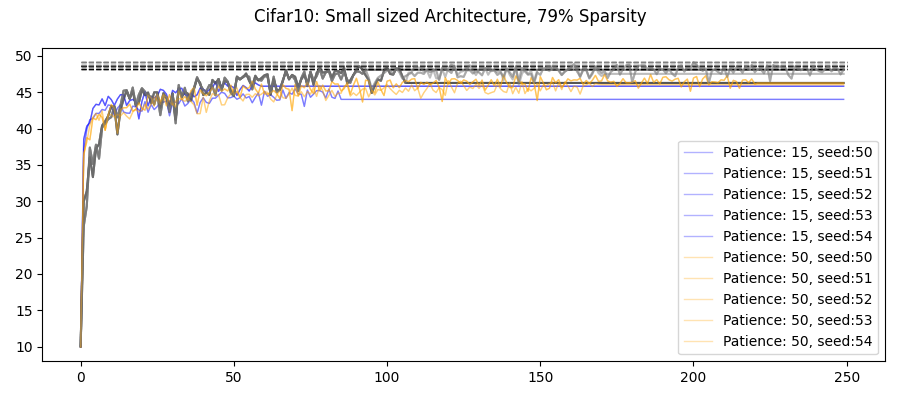 Cifar10: Small sized Architecture, 79% Sparsity
50
45
40
35
30
25
20
15
10
0 50 100 150 200 250
Patience: 15, seed:50
Patience: 15, seed:51
Patience: 15, seed:52
Patience: 15, seed:53
Patience: 15, seed:54
Patience: 50, seed:50
Patience: 50, seed:51
Patience: 50, seed:52
Patience: 50, seed:53
Patience: 50, seed:54